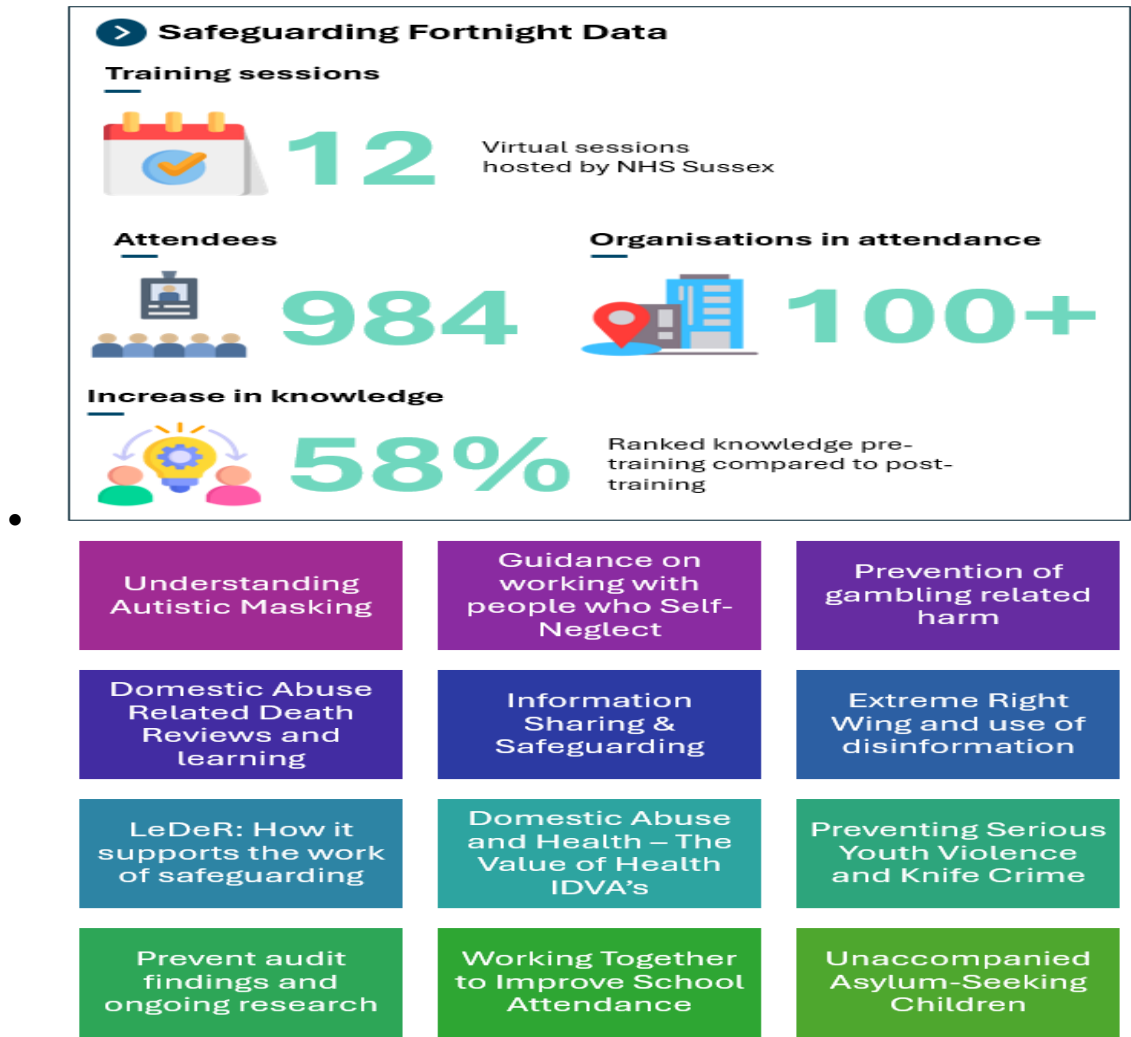 Safeguarding Fortnight Data
Training sessions
12
Virtual sessions
hosted by NHS Sussex
Attendees
984
Organisations in attendance
100+
Increase in knowledge
58%
Ranked knowledge pre-
training compared to post-
training
Understanding
Autistic Masking
Guidance on
working with
people who Self-
Neglect
Prevention of
gambling related
harm
Domestic Abuse
Related Death
Reviews and
learning
Information
Sharing &
Safeguarding
Extreme Right
Wing and use of
disinformation
LeDeR: How it
supports the work
of safeguarding
Domestic Abuse
and Health – The
Value of Health
IDVA's
Preventing Serious
Youth Violence
and Knife Crime
Prevent audit
findings and
ongoing research
Working Together
to Improve School
Attendance
Unaccompanied
Asylum-Seeking
Children